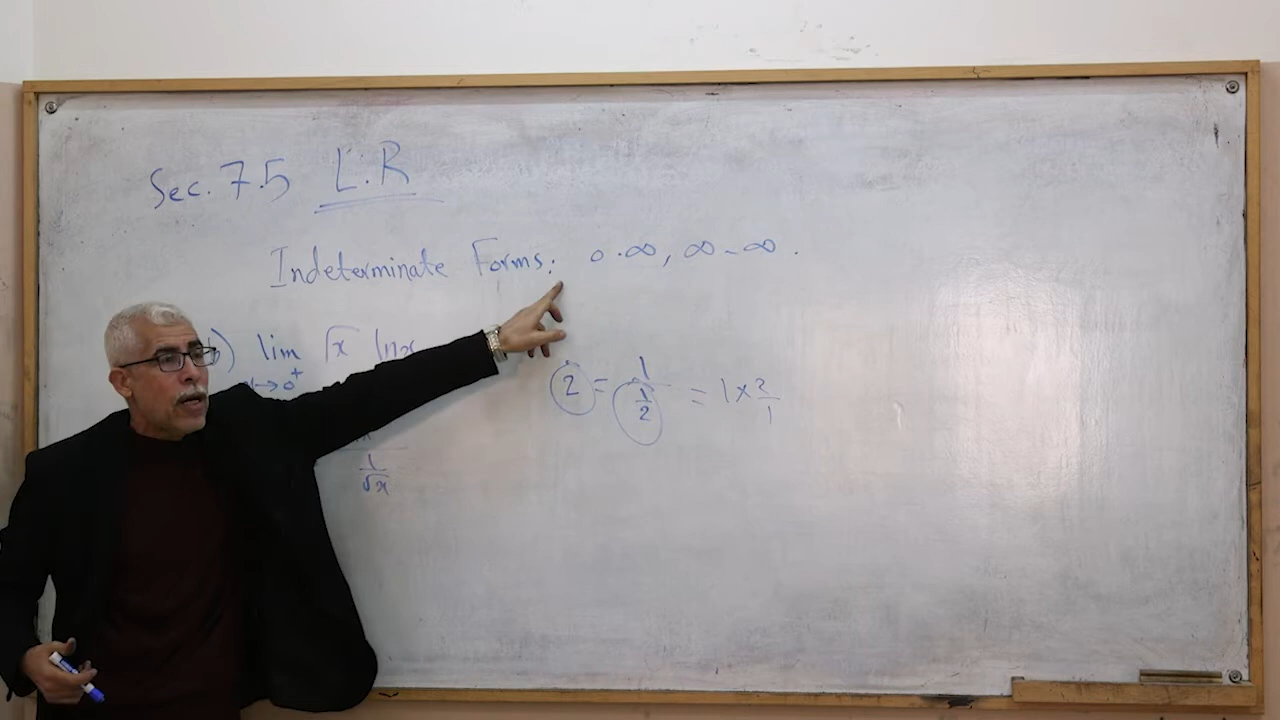 Sec. 7.5 L.R
Indeterminate Forms: 0.∞, ∞-∞.
b) lim √x lnx
x→0⁺
2 = 1/(1/2) = 1×2/1
1/√x